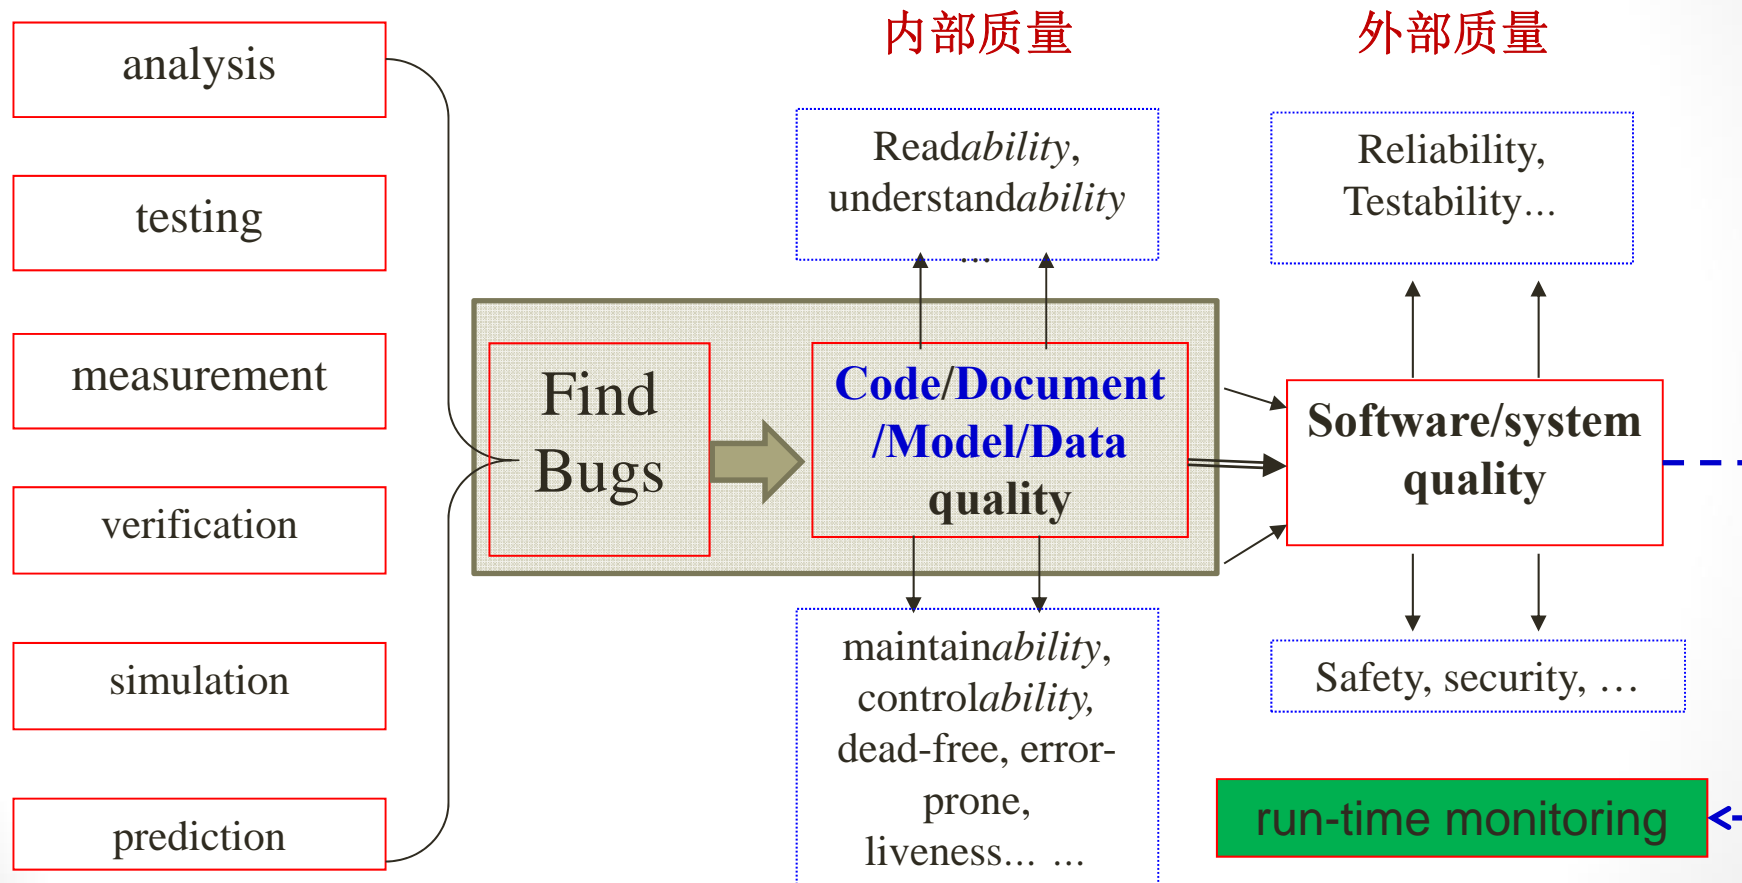 内部质量
外部质量
analysis
testing
measurement
verification
simulation
prediction
Find
Bugs
Readability,
understandability
…
Code/Document
/Model/Data
quality
maintainability,
controlability,
dead-free, error-
prone,
liveness… …
Reliability,
Testability…
Software/system
quality
Safety, security, …
run-time monitoring